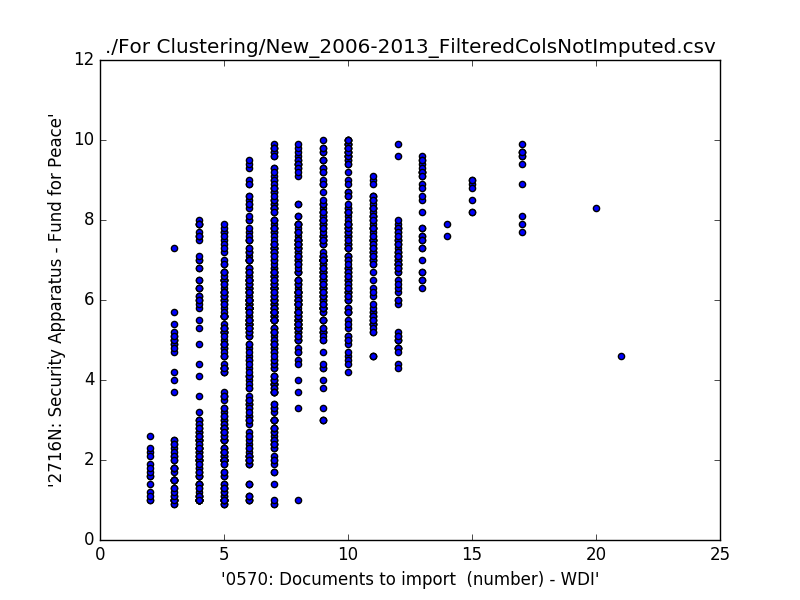 ./For Clustering/New_2006-2013_FilteredColsNotImputed.csv
12
10
8
6
4
2
0
'2716N: Security Apparatus - Fund for Peace'
0 5 10 15 20 25
'0570: Documents to import  (number) - WDI'